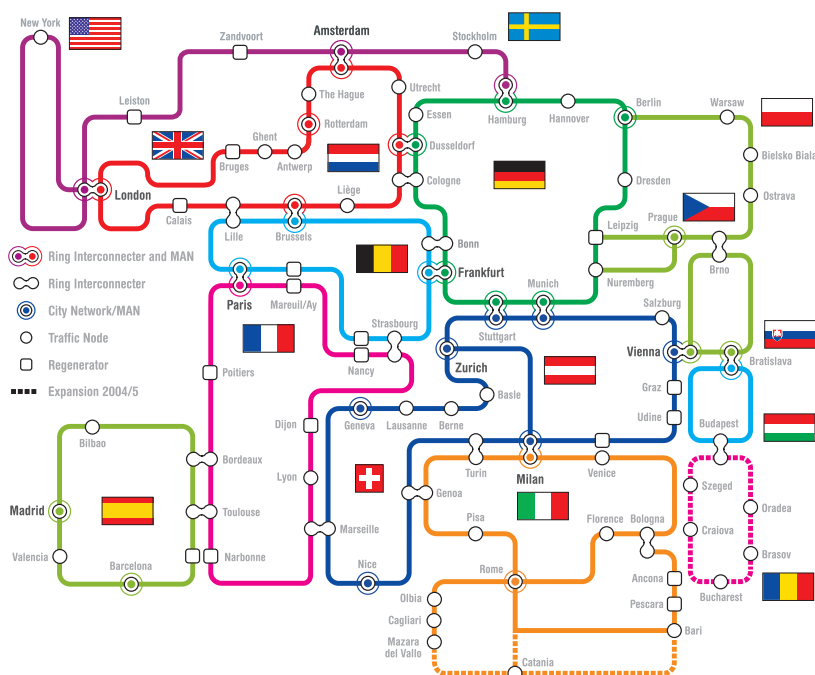 New York
Zandvoort
Amsterdam
Stockholm
Leiston
The Hague
Utrecht
Essen
Hamburg
Hannover
Berlin
Warsaw
Rotterdam
Bruges
Ghent
Antwerp
Dusseldorf
Bielsko Biala
London
Calais
Lille
Brussels
Liège
Cologne
Dresden
Ostrava
Leipzig
Prague
Brno
Ring Interconnecter and MAN
Ring Interconnecter
City Network/MAN
Traffic Node
Regenerator
Expansion 2004/5
Bonn
Frankfurt
Nuremberg
Paris
Mareuil/Ay
Munich
Stuttgart
Salzburg
Strasbourg
Nancy
Zurich
Vienna
Bratislava
Poitiers
Basle
Graz
Udine
Geneva
Lausanne
Berne
Dijon
Budapest
Bilbao
Bordeaux
Lyon
Turin
Milan
Venice
Szeged
Oradea
Madrid
Toulouse
Genoa
Marseille
Pisa
Florence
Bologna
Craiova
Brasov
Valencia
Barcelona
Narbonne
Nice
Rome
Ancona
Bucharest
Olbia
Cagliari
Mazara
del Vallo
Pescara
Bari
Catania